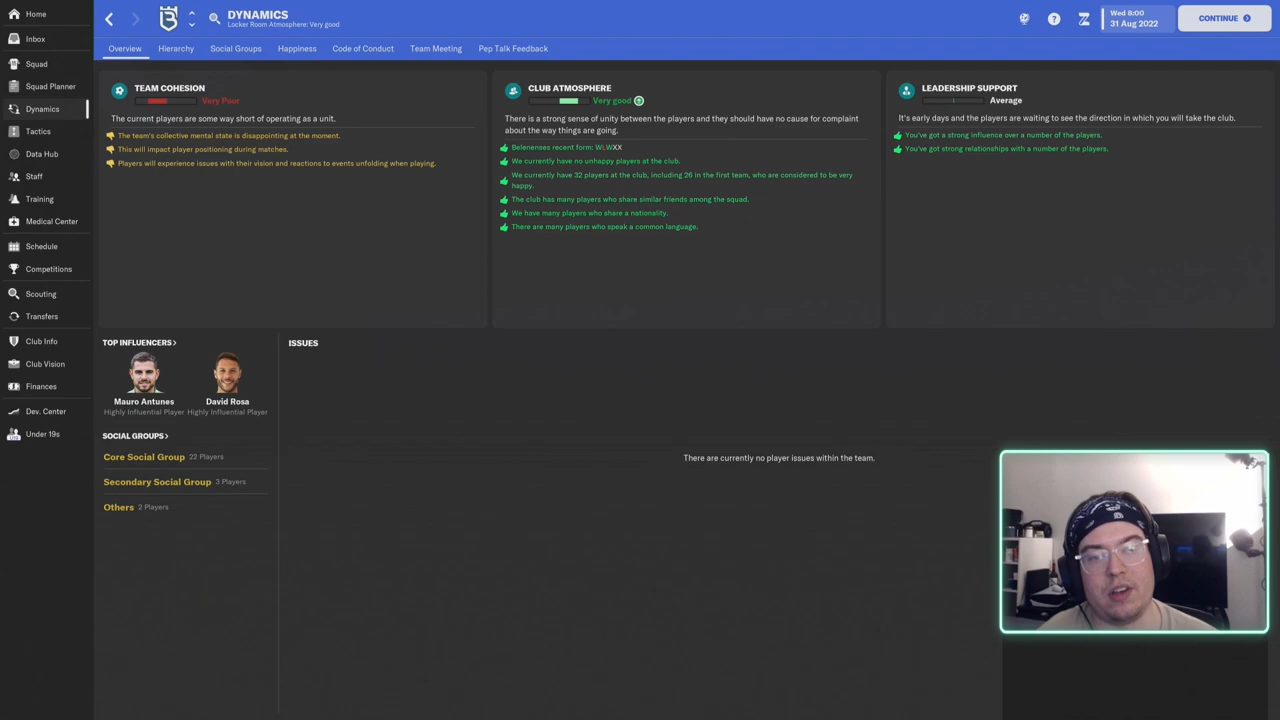 Home
Inbox
Squad
Squad Planner
Dynamics
Tactics
Data Hub
Staff
Training
Medical Center
Schedule
Competitions
Scouting
Transfers
Club Info
Club Vision
Finances
Dev. Center
Under 19s
DYNAMICS
Locker Room Atmosphere: Very good
Wed 8:00
31 Aug 2022
CONTINUE
Overview
Hierarchy
Social Groups
Happiness
Code of Conduct
Team Meeting
Pep Talk Feedback
TEAM COHESION
Very Poor
The current players are some way short of operating as a unit.
The team's collective mental state is disappointing at the moment.
This will impact player positioning during matches.
Players will experience issues with their vision and reactions to events unfolding when playing.
CLUB ATMOSPHERE
Very good
There is a strong sense of unity between the players and they should have no cause for complaint
about the way things are going.
Belenenses recent form: WLWXX
We currently have no unhappy players at the club.
We currently have 32 players at the club, including 26 in the first team, who are considered to be very
happy.
The club has many players who share similar friends among the squad.
We have many players who share a nationality.
There are many players who speak a common language.
LEADERSHIP SUPPORT
Average
It's early days and the players are waiting to see the direction in which you will take the club.
You've got a strong influence over a number of the players.
You've got strong relationships with a number of the players.
TOP INFLUENCERS
Mauro Antunes
Highly Influential Player
David Rosa
Highly Influential Player
SOCIAL GROUPS
Core Social Group 22 Players
Secondary Social Group 3 Players
Others 2 Players
ISSUES
There are currently no player issues within the team.